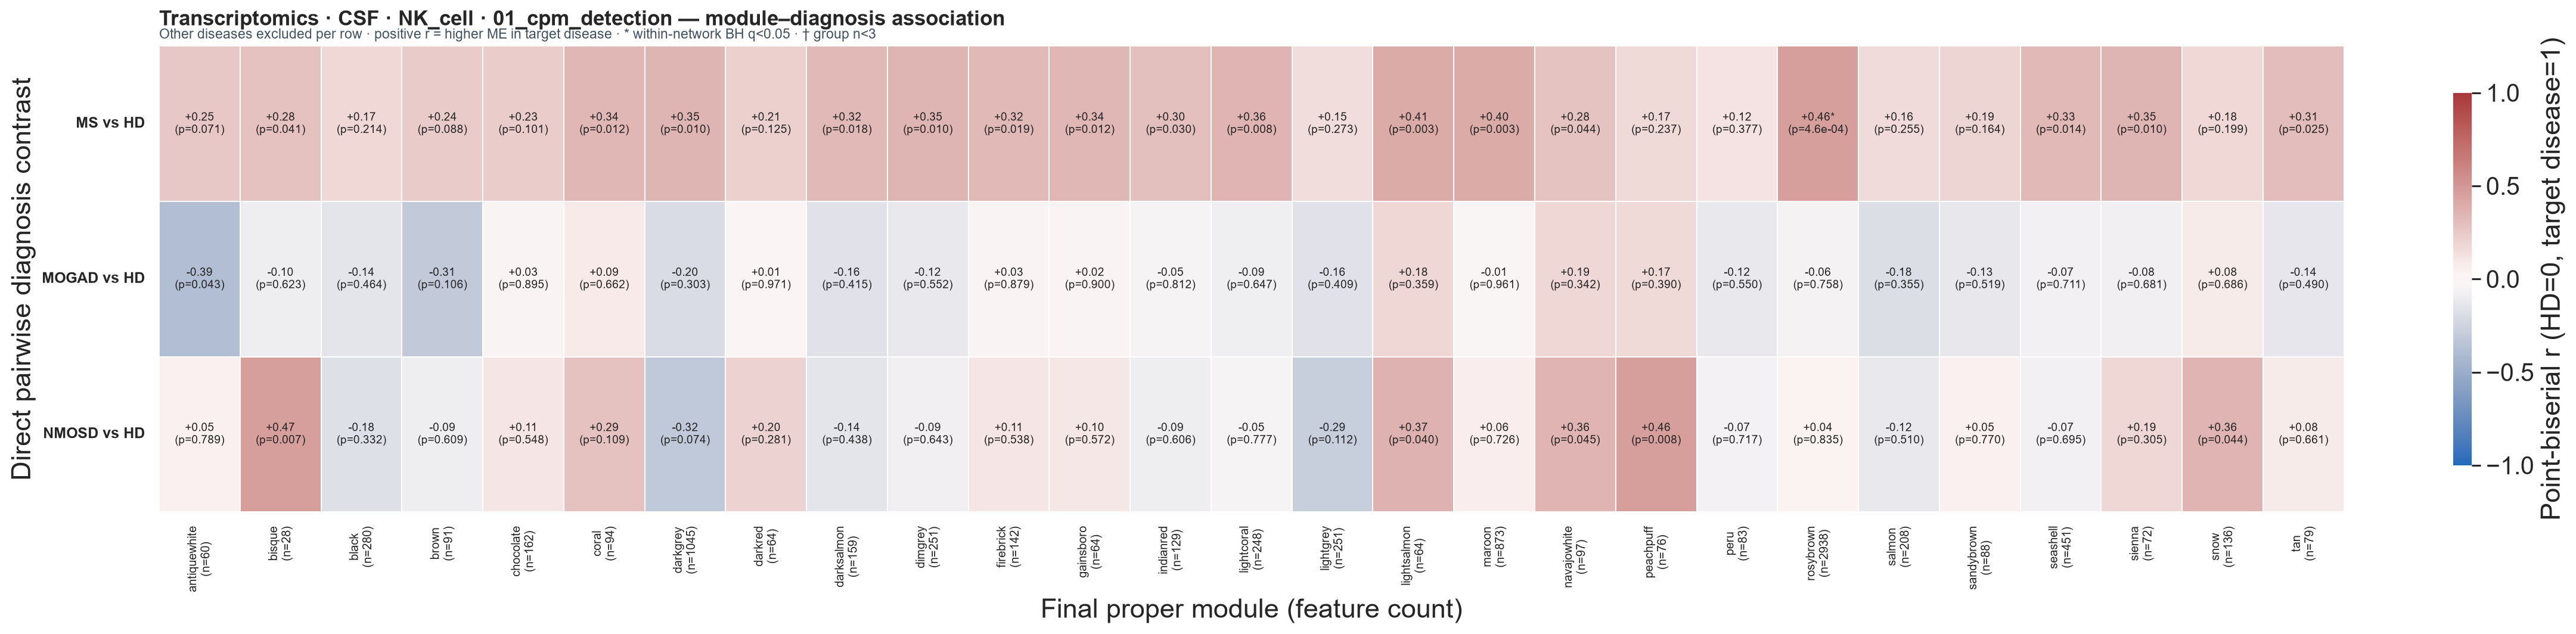 Transcriptomics · CSF · NK_cell · 01_cpm_detection — module–diagnosis association
Other diseases excluded per row · positive r = higher ME in target disease · * within-network BH q<0.05 · † group n<3
Direct pairwise diagnosis contrast
MS vs HD
+0.25 +0.28 +0.17 +0.24 +0.23 +0.34 +0.35 +0.21 +0.32 +0.35 +0.32 +0.34 +0.30 +0.36 +0.15 +0.41 +0.40 +0.28 +0.17 +0.12 +0.46* +0.16 +0.19 +0.33 +0.35 +0.18 +0.31
(p=0.071) (p=0.041) (p=0.214) (p=0.088) (p=0.101) (p=0.012) (p=0.010) (p=0.125) (p=0.018) (p=0.010) (p=0.019) (p=0.012) (p=0.030) (p=0.008) (p=0.273) (p=0.003) (p=0.003) (p=0.044) (p=0.237) (p=0.377) (p=4.6e-04) (p=0.255) (p=0.164) (p=0.014) (p=0.010) (p=0.199) (p=0.025)
MOGAD vs HD
-0.39 -0.10 -0.14 -0.31 +0.03 +0.09 -0.20 +0.01 -0.16 -0.12 +0.03 +0.02 -0.05 -0.09 -0.16 +0.18 -0.01 +0.19 +0.17 -0.12 -0.06 -0.18 -0.13 -0.07 -0.08 +0.08 -0.14
(p=0.043) (p=0.623) (p=0.464) (p=0.106) (p=0.895) (p=0.662) (p=0.303) (p=0.971) (p=0.415) (p=0.552) (p=0.879) (p=0.900) (p=0.812) (p=0.647) (p=0.409) (p=0.359) (p=0.961) (p=0.342) (p=0.390) (p=0.550) (p=0.758) (p=0.355) (p=0.519) (p=0.711) (p=0.681) (p=0.686) (p=0.490)
NMOSD vs HD
+0.05 +0.47 -0.18 -0.09 +0.11 +0.29 -0.32 +0.20 -0.14 -0.09 +0.11 +0.10 -0.09 -0.05 -0.29 +0.37 +0.06 +0.36 +0.46 -0.07 +0.04 -0.12 +0.05 -0.07 +0.19 +0.36 +0.08
(p=0.789) (p=0.007) (p=0.332) (p=0.609) (p=0.548) (p=0.109) (p=0.074) (p=0.281) (p=0.438) (p=0.643) (p=0.538) (p=0.572) (p=0.606) (p=0.777) (p=0.112) (p=0.040) (p=0.726) (p=0.045) (p=0.008) (p=0.717) (p=0.835) (p=0.510) (p=0.770) (p=0.695) (p=0.305) (p=0.044) (p=0.661)
antiquewhite
(n=60)
bisque
(n=28)
black
(n=280)
brown
(n=91)
chocolate
(n=162)
coral
(n=94)
darkgrey
(n=1045)
darkred
(n=64)
darksalmon
(n=159)
dimgrey
(n=251)
firebrick
(n=142)
gainsboro
(n=64)
indianred
(n=129)
lightcoral
(n=248)
lightgrey
(n=251)
lightsalmon
(n=64)
maroon
(n=873)
navajowhite
(n=97)
peachpuff
(n=76)
peru
(n=83)
rosybrown
(n=2938)
salmon
(n=208)
sandybrown
(n=88)
seashell
(n=451)
sienna
(n=72)
snow
(n=136)
tan
(n=79)
Final proper module (feature count)
1.0
0.5
0.0
−0.5
−1.0
Point-biserial r (HD=0, target disease=1)